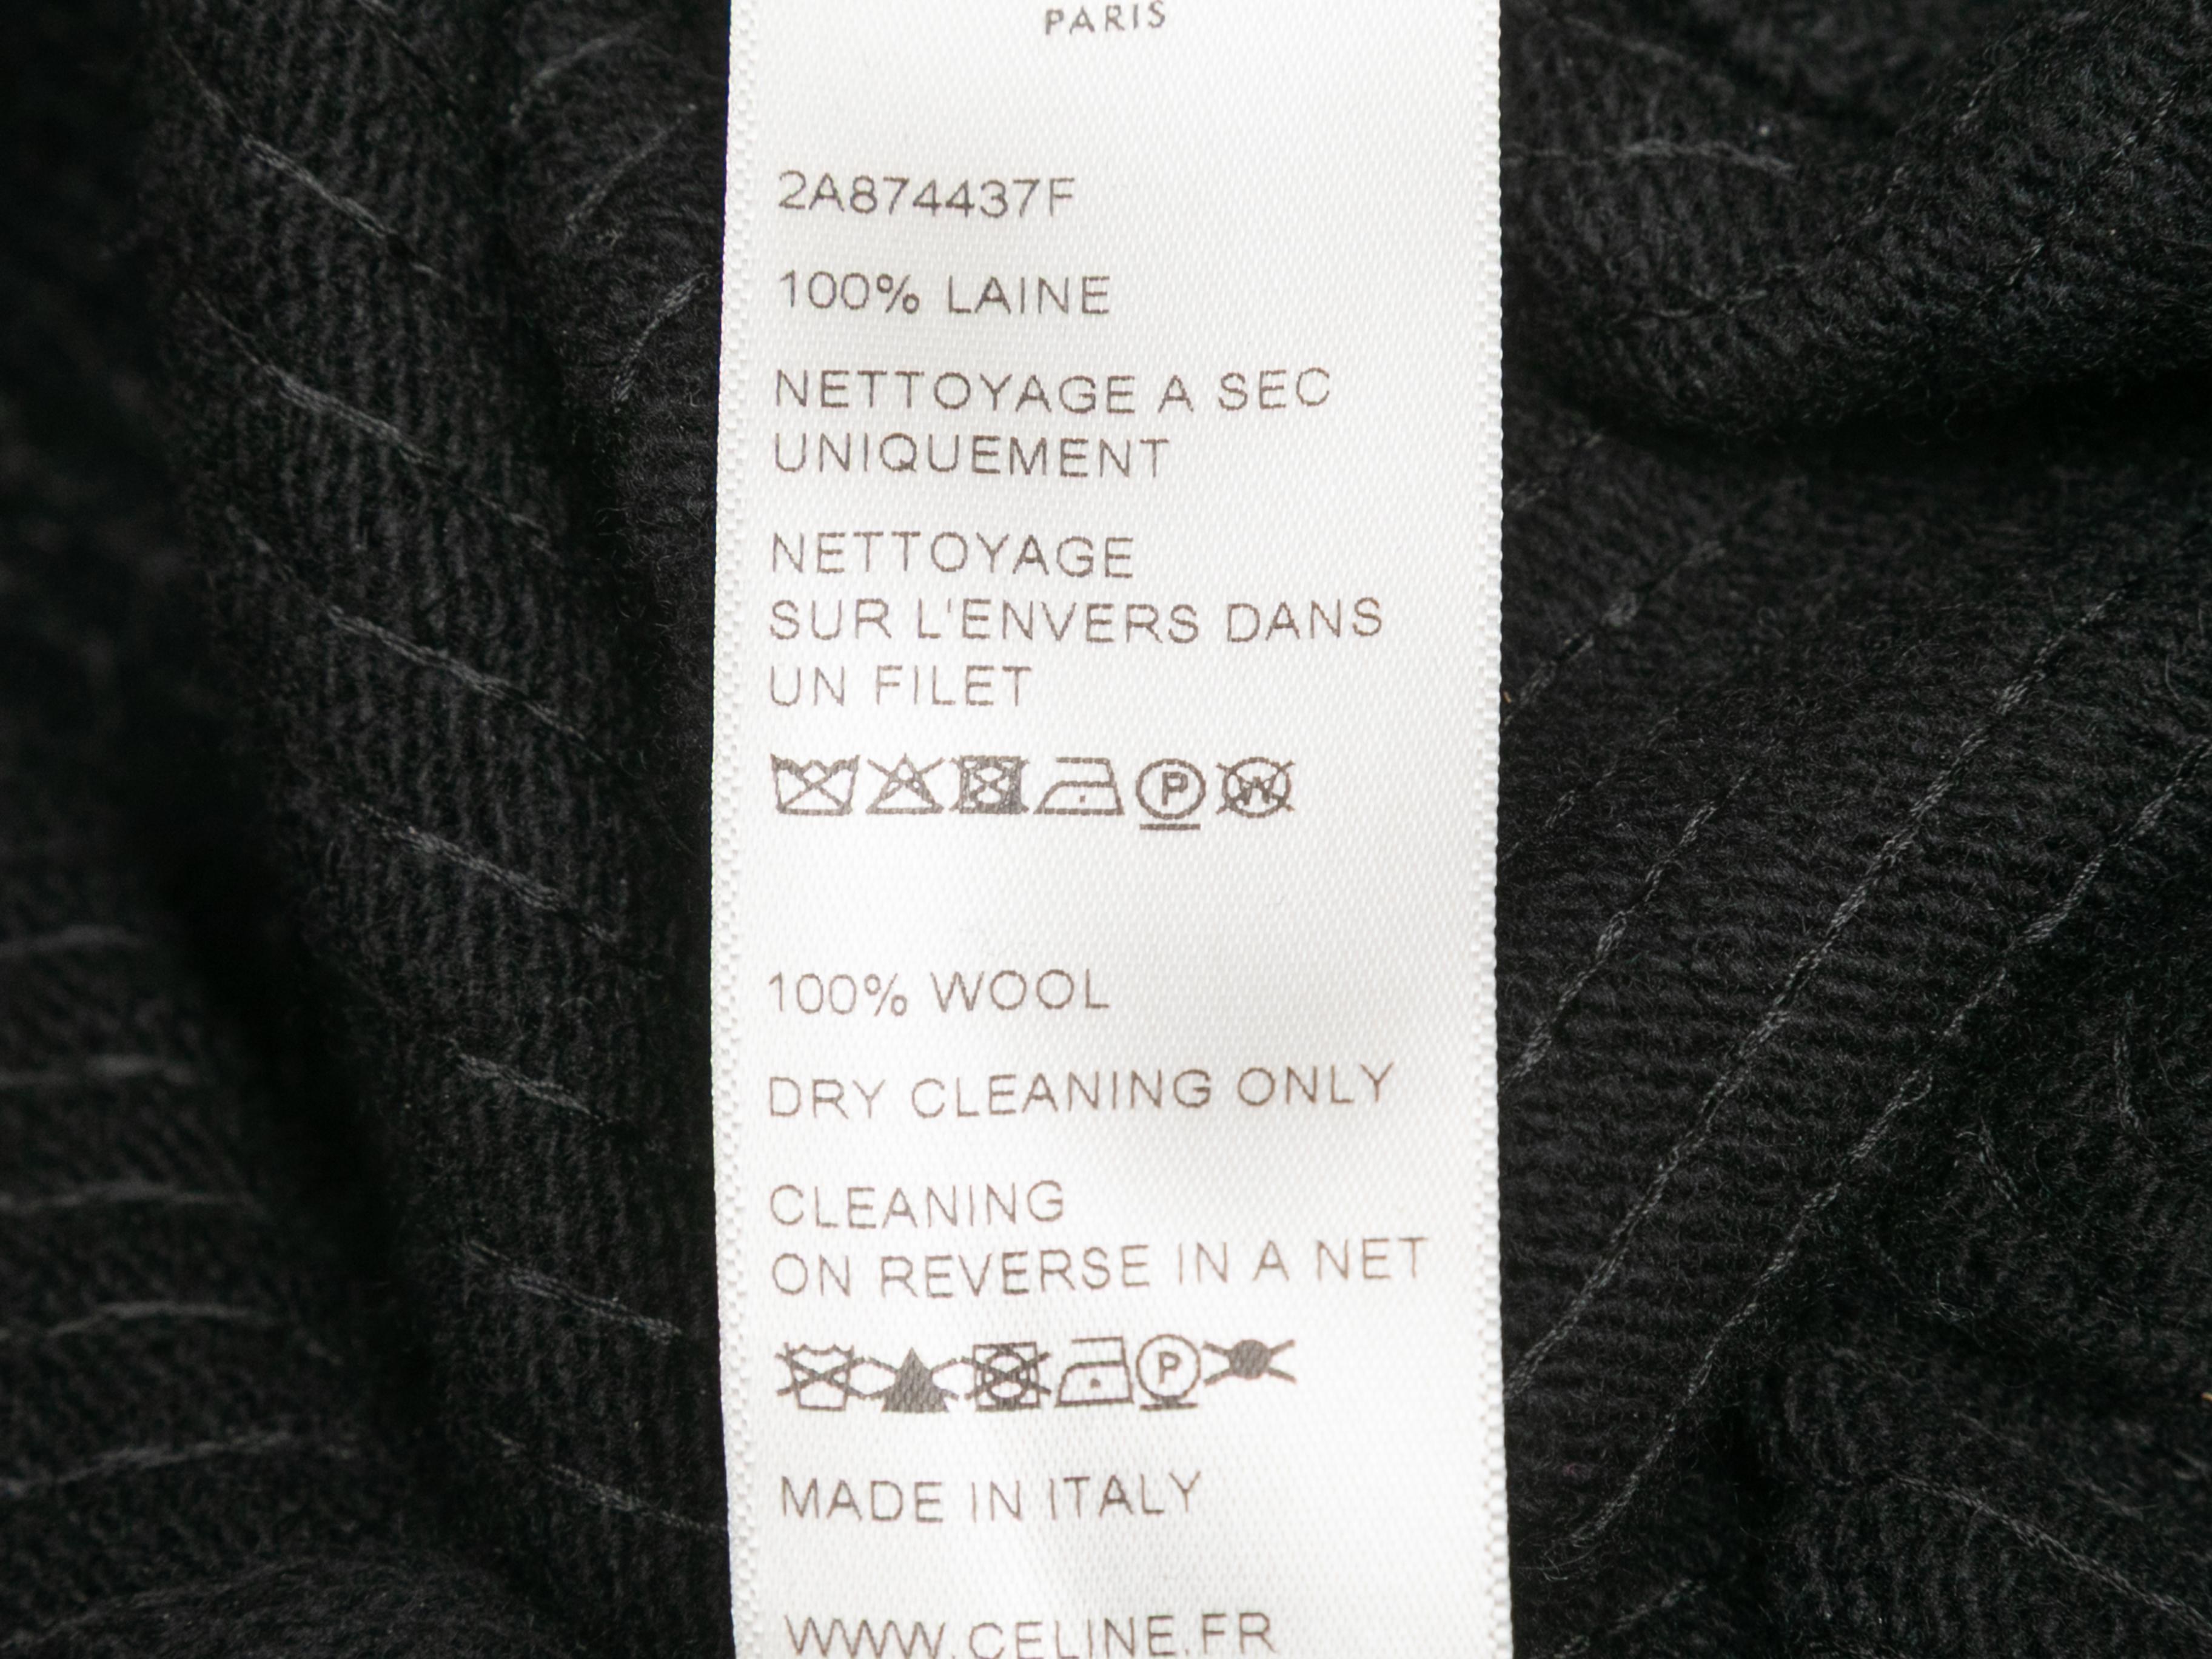 PARIS
2A874437F
100% LAINE
NETTOYAGE A SEC
UNIQUEMENT
NETTOYAGE
SUR L'ENVERS DANS
UN FILET
P W
100% WOOL
DRY CLEANING ONLY
CLEANING
ON REVERSE IN A NET
P
MADE IN ITALY
WWW.CELINE.FR